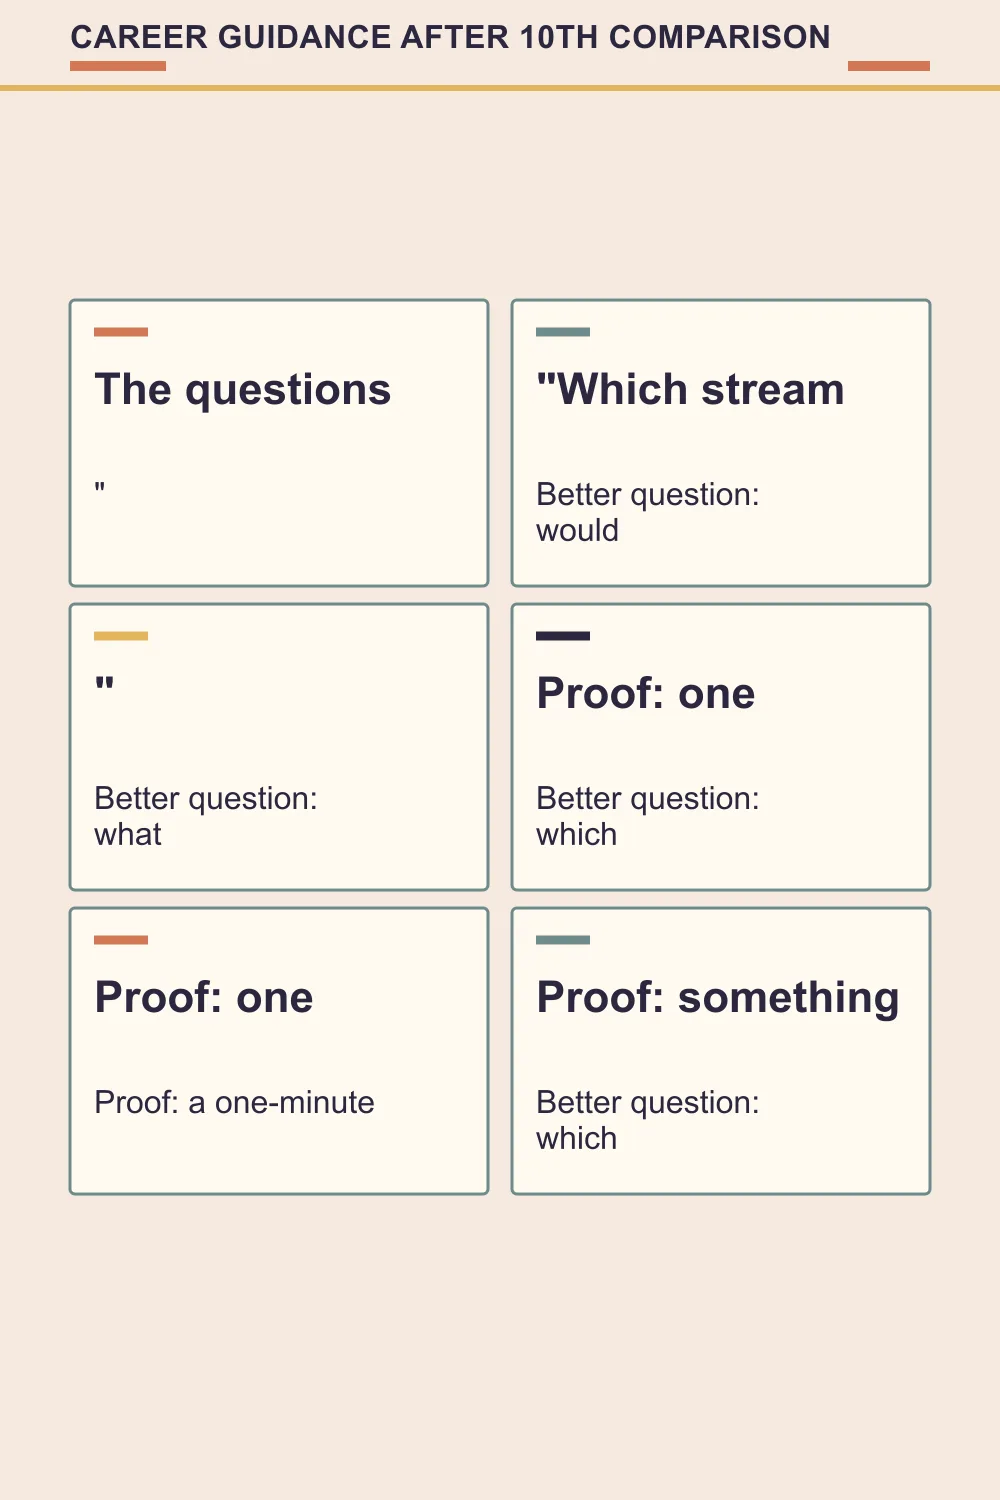 CAREER GUIDANCE AFTER 10TH COMPARISON
The questions
"
"Which stream
Better question:
would
"
Better question:
what
Proof: one
Better question:
which
Proof: one
Proof: a one-minute
Proof: something
Better question:
which